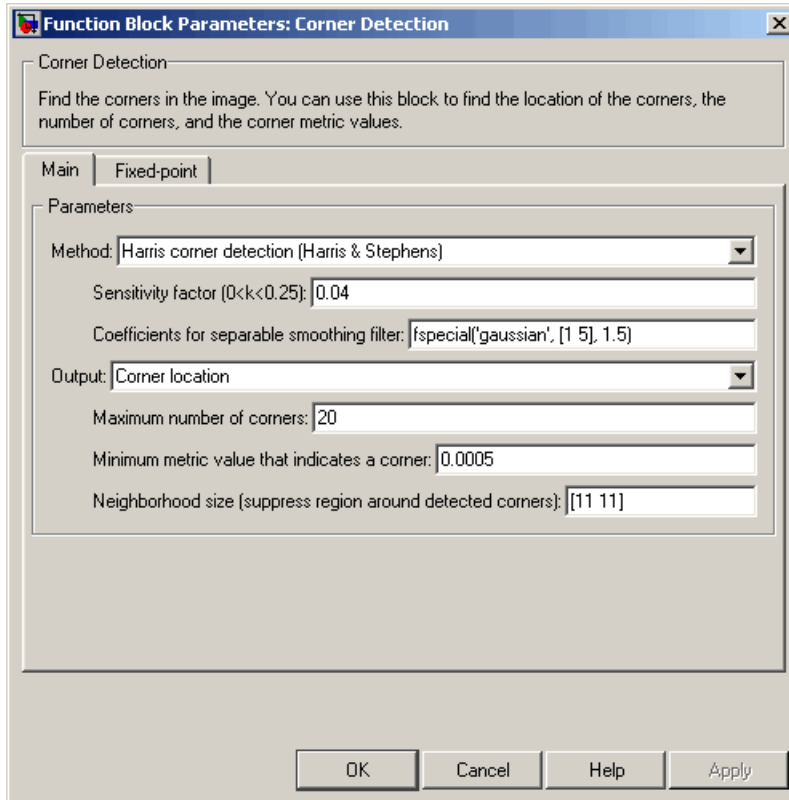 Function Block Parameters: Corner Detection
Corner Detection
Find the corners in the image. You can use this block to find the location of the corners, the
number of corners, and the corner metric values.
Main Fixed-point
Parameters
Method: Harris corner detection (Harris & Stephens)
Sensitivity factor (0<k<0.25): 0.04
Coefficients for separable smoothing filter: fspecial('gaussian', [1 5], 1.5)
Output: Corner location
Maximum number of corners: 20
Minimum metric value that indicates a corner: 0.0005
Neighborhood size (suppress region around detected corners): [11 11]
OK Cancel Help Apply